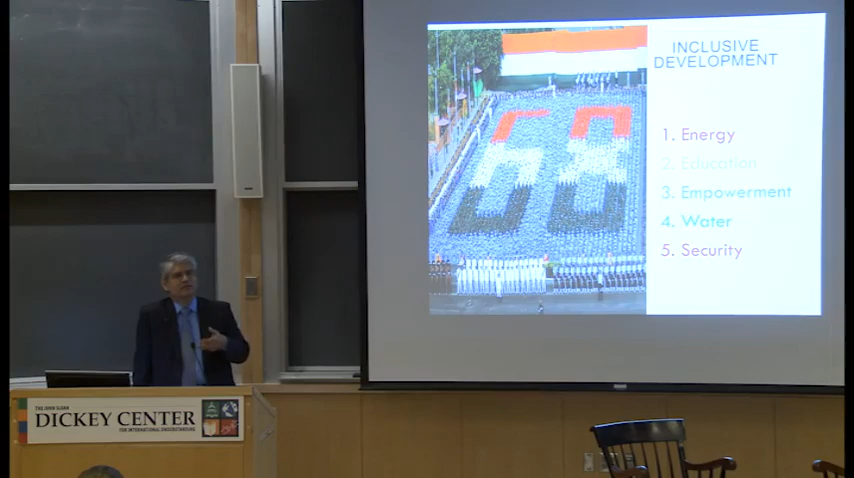 INCLUSIVE
DEVELOPMENT
1. Energy
2. Education
3. Empowerment
4. Water
5. Security
68
THE JOHN SLOAN
DICKEY CENTER
FOR INTERNATIONAL UNDERSTANDING